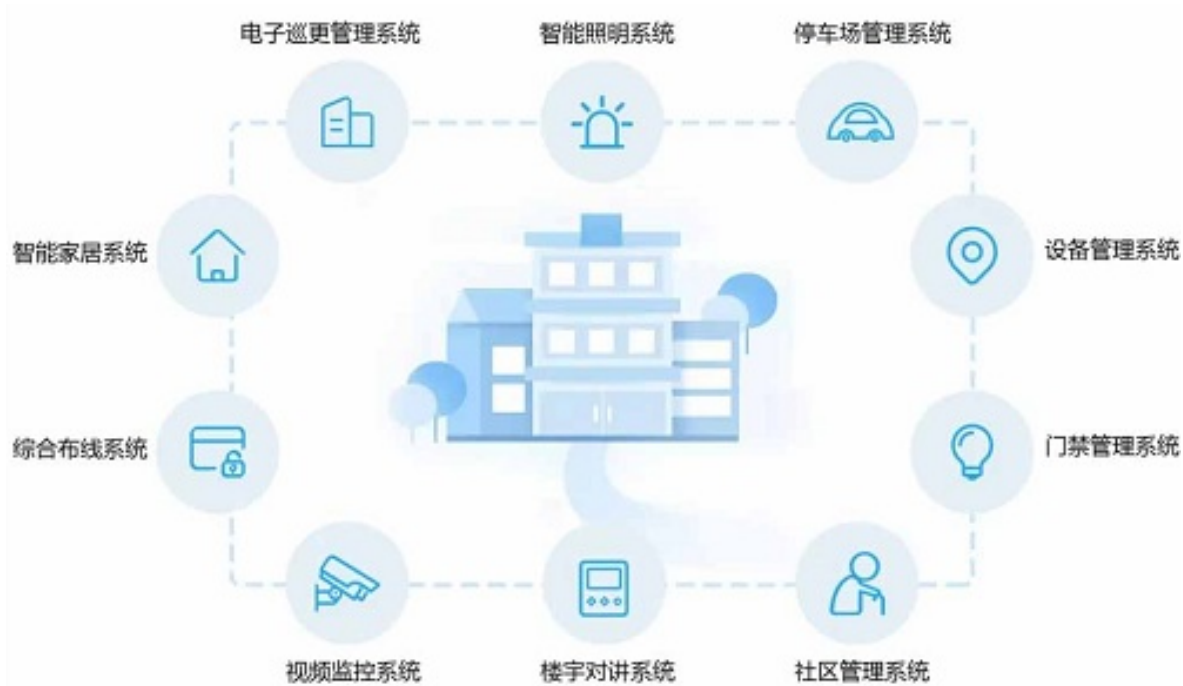 电子巡更管理系统
智能照明系统
停车场管理系统
智能家居系统
设备管理系统
综合布线系统
门禁管理系统
视频监控系统
楼宇对讲系统
社区管理系统